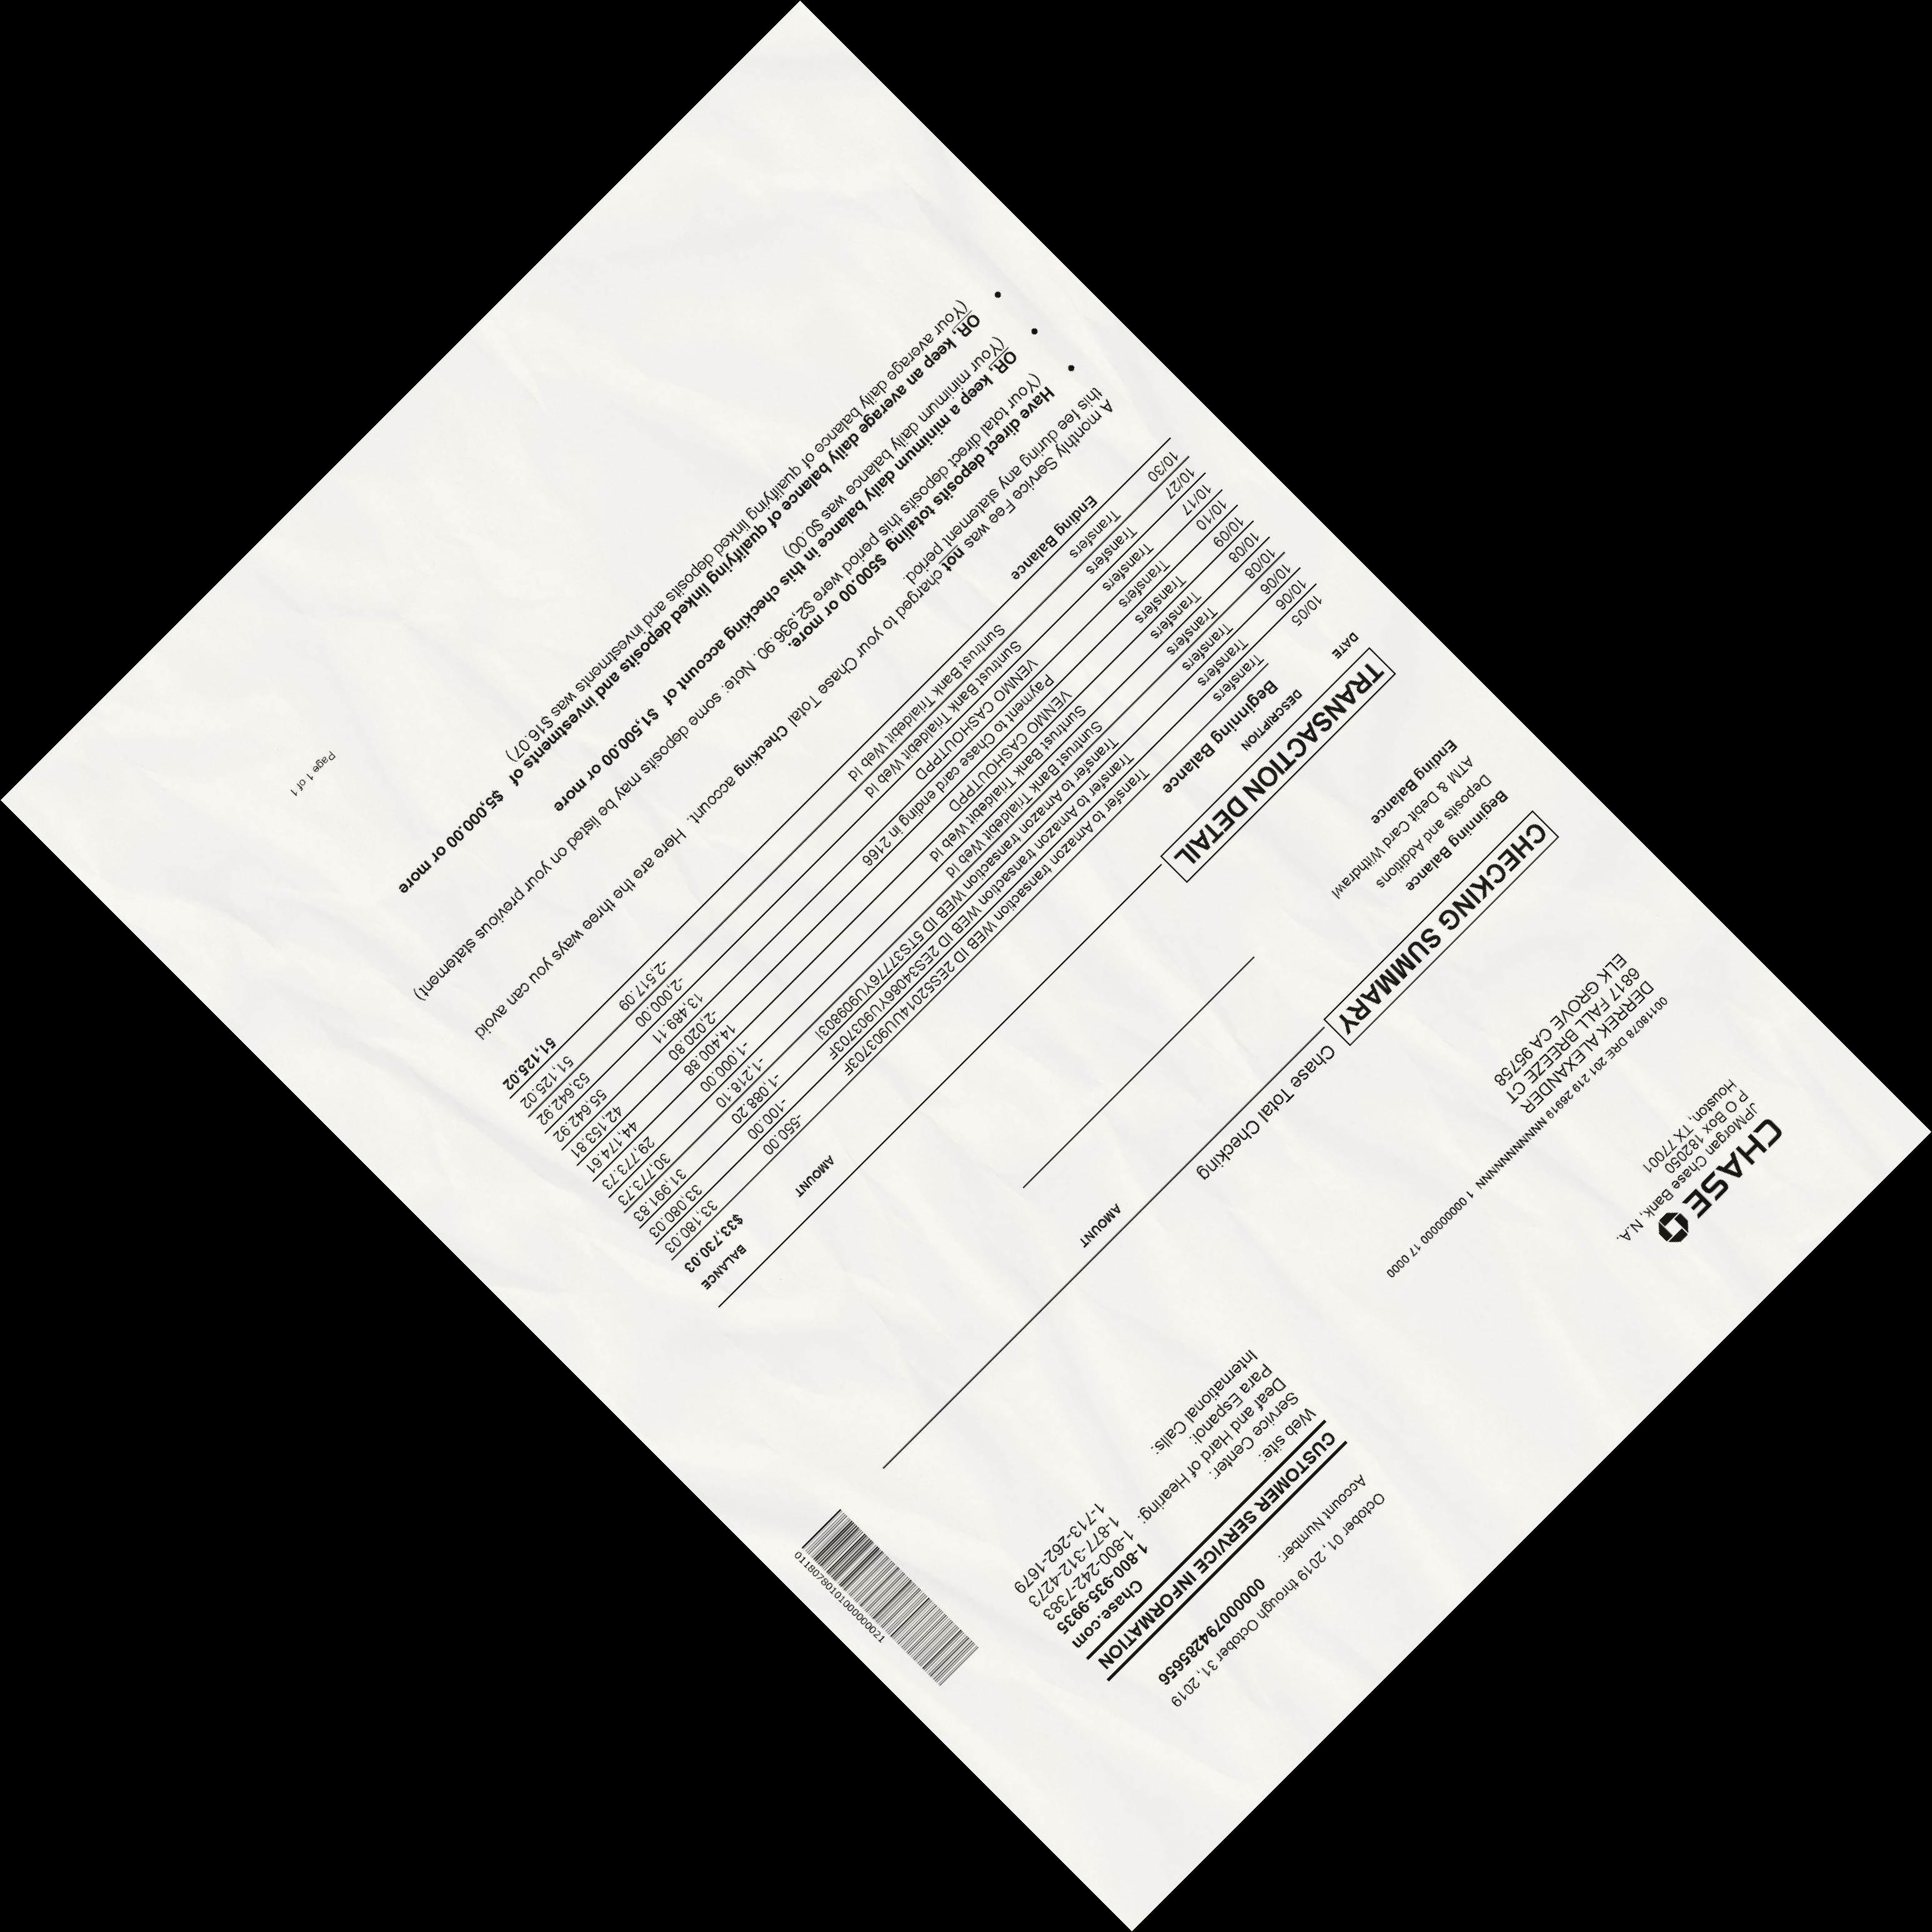 CHASE
JPMorgan Chase Bank, N.A.
P O Box 182050
Houston, TX 77001
October 01, 2019 through October 31, 2019
Account Number: 000000794285656
00118078 DRE 201 219 26919 NNNNNNNNNNN 1 000000000 17 0000
DERREK ALEXANDER
6817 FALL BREEZE CT
ELK GROVE CA 95758
CUSTOMER SERVICE INFORMATION
Web site: Chase.com
Service Center: 1-800-935-9935
Deaf and Hard of Hearing: 1-800-242-7383
Para Espanol: 1-877-312-4273
International Calls: 1-713-262-1679
01180780101000000021
CHECKING SUMMARY Chase Total Checking
AMOUNT
Beginning Balance
Deposits and Additions
ATM & Debit Card Withdrawl
Ending Balance
TRANSACTION DETAIL
DATE DESCRIPTION AMOUNT BALANCE
Beginning Balance $33,730.03
10/05 Transfers Transfer to Amazon transaction WEB ID 2ES52014UU903703F -550.00 33,180.03
10/06 Transfers Transfer to Amazon transaction WEB ID 2ES34086YU903703F -100.00 33,080.03
10/06 Transfers Transfer to Amazon transaction WEB ID 5TS37776YU909803I -1,088.20 31,991.83
10/08 Transfers Suntrust Bank Trialdebit Web Id -1,218.10 30,773.73
10/08 Transfers Suntrust Bank Trialdebit Web Id -1,000.00 29,773.73
10/09 Transfers VENMO CASHOUTPPD 14,400.88 44,174.61
10/10 Transfers Payment to Chase card ending in 2166 -2,020.80 42,153.81
10/17 Transfers VENMO CASHOUTPPD 13,489.11 55,642.92
10/27 Transfers Suntrust Bank Trialdebit Web Id -2,000.00 53,642.92
10/30 Transfers Suntrust Bank Trialdebit Web Id -2,517.09 51,125.02
Ending Balance 51,125.02
A monthly Service Fee was not charged to your Chase Total Checking account. Here are the three ways you can avoid
this fee during any statement period.
• Have direct deposits totaling $500.00 or more.
(Your total direct deposits this period were $2,936.90. Note: some deposits may be listed on your previous statement)
• OR, keep a minimum daily balance in this checking account of $1,500.00 or more
(Your minimum daily balance was $0.00)
• OR, keep an average daily balance of qualifying linked deposits and investments of $5,000.00 or more
(Your average daily balance of qualifying linked deposits and investments was $16.07)
Page 1 of 1